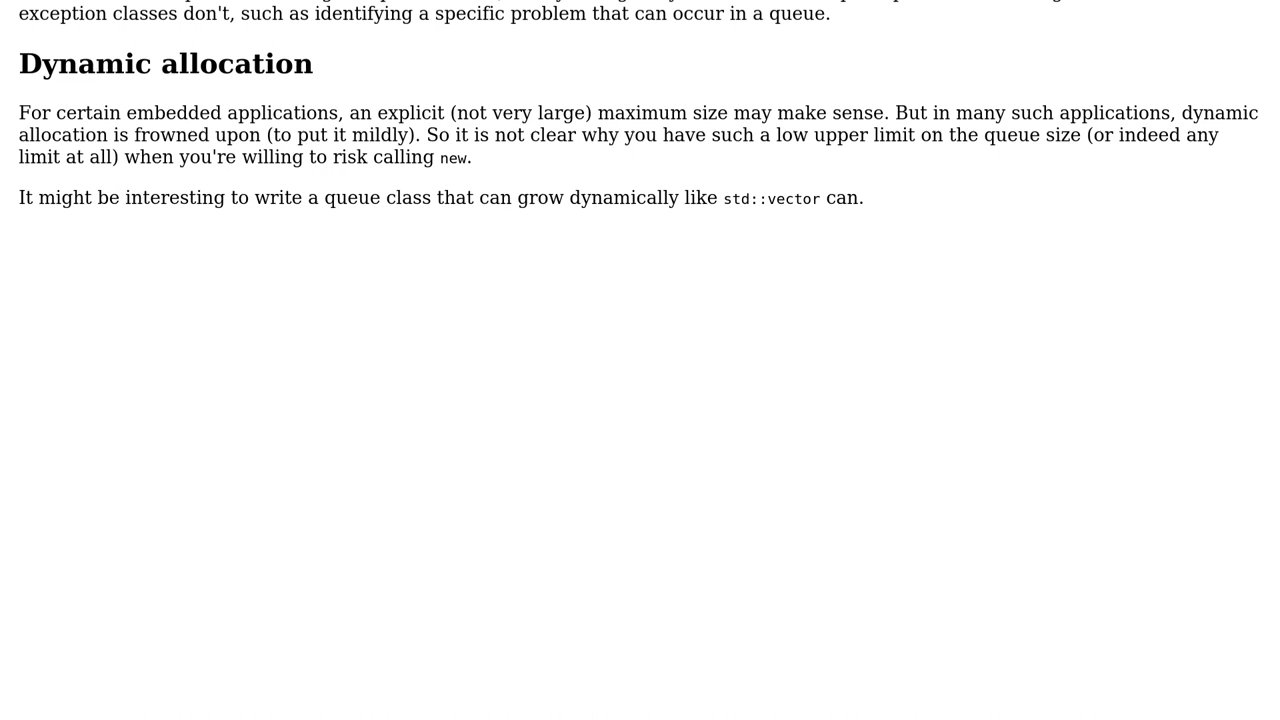 exception classes don't, such as identifying a specific problem that can occur in a queue.
Dynamic allocation
For certain embedded applications, an explicit (not very large) maximum size may make sense. But in many such applications, dynamic
allocation is frowned upon (to put it mildly). So it is not clear why you have such a low upper limit on the queue size (or indeed any
limit at all) when you're willing to risk calling new.
It might be interesting to write a queue class that can grow dynamically like std::vector can.